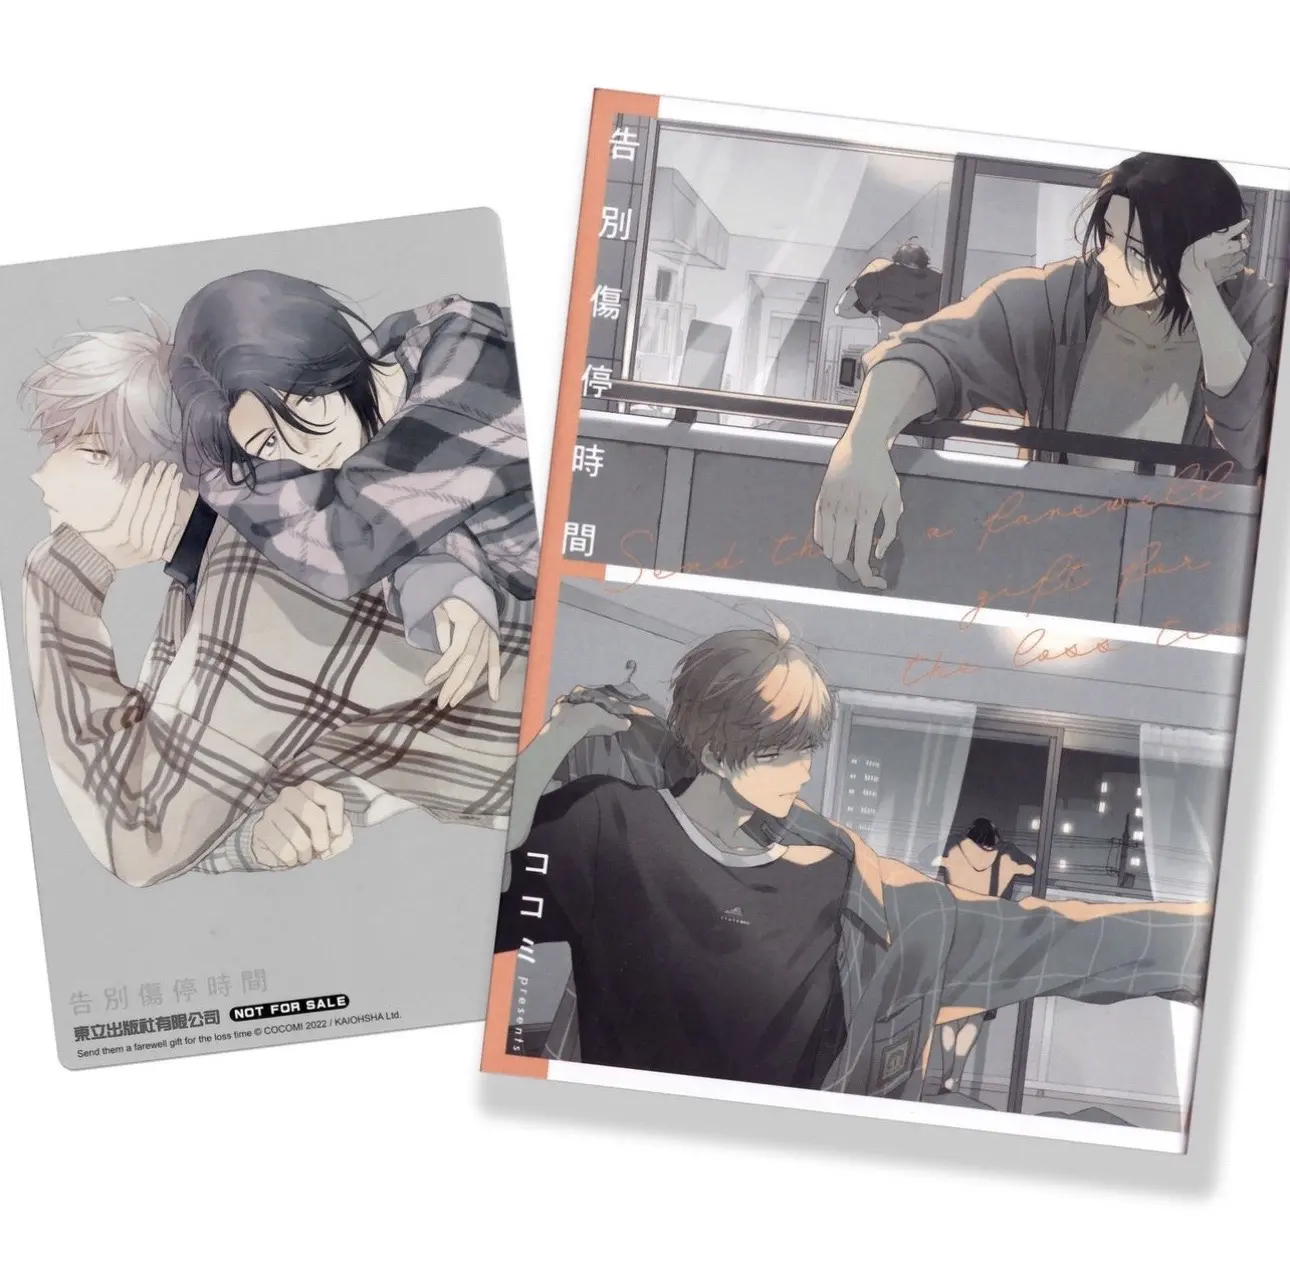 告別傷停時間
東立出版社有限公司 NOT FOR SALE
Send them a farewell gift for the loss time © COCOMI 2022 / KAIOHSHA Ltd.
告別傷停時間
Send them a farewell
gift for
the loss time
ココミ presents